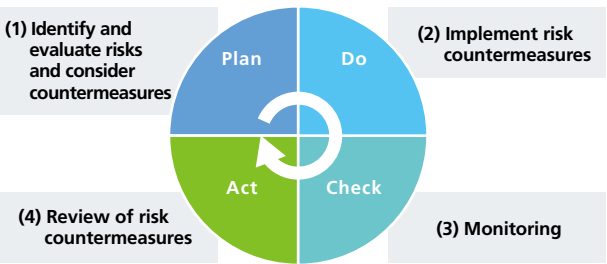 (1) Identify and
evaluate risks
and consider
countermeasures
Plan
Do
(2) Implement risk
countermeasures
Act
Check
(4) Review of risk
countermeasures
(3) Monitoring